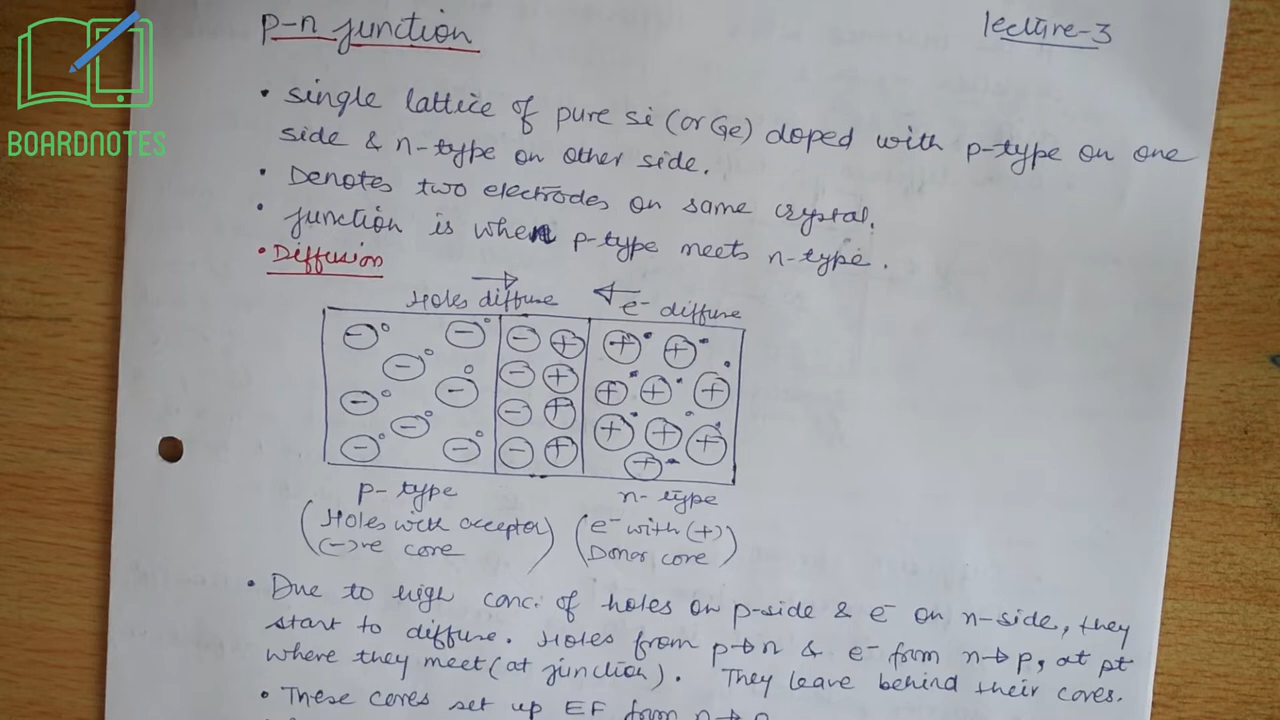 BOARDNOTES
p-n junction
lecture-3
• Single lattice of pure si (or Ge) doped with p-type on one
side & n-type on other side.
• Denotes two electrodes on same crystal.
• junction is when p-type meets n-type.
• Diffusion
Holes diffuse
e⁻ diffuse
p-type
n-type
(Holes with acceptor
(-)ve core)
(e⁻ with (+)
Donor core)
• Due to high conc. of holes on p-side & e⁻ on n-side, they
start to diffuse. Holes from p→n & e⁻ from n→p, at pt
where they meet (at junction). They leave behind their cores.
• These cores set up EF from n→p